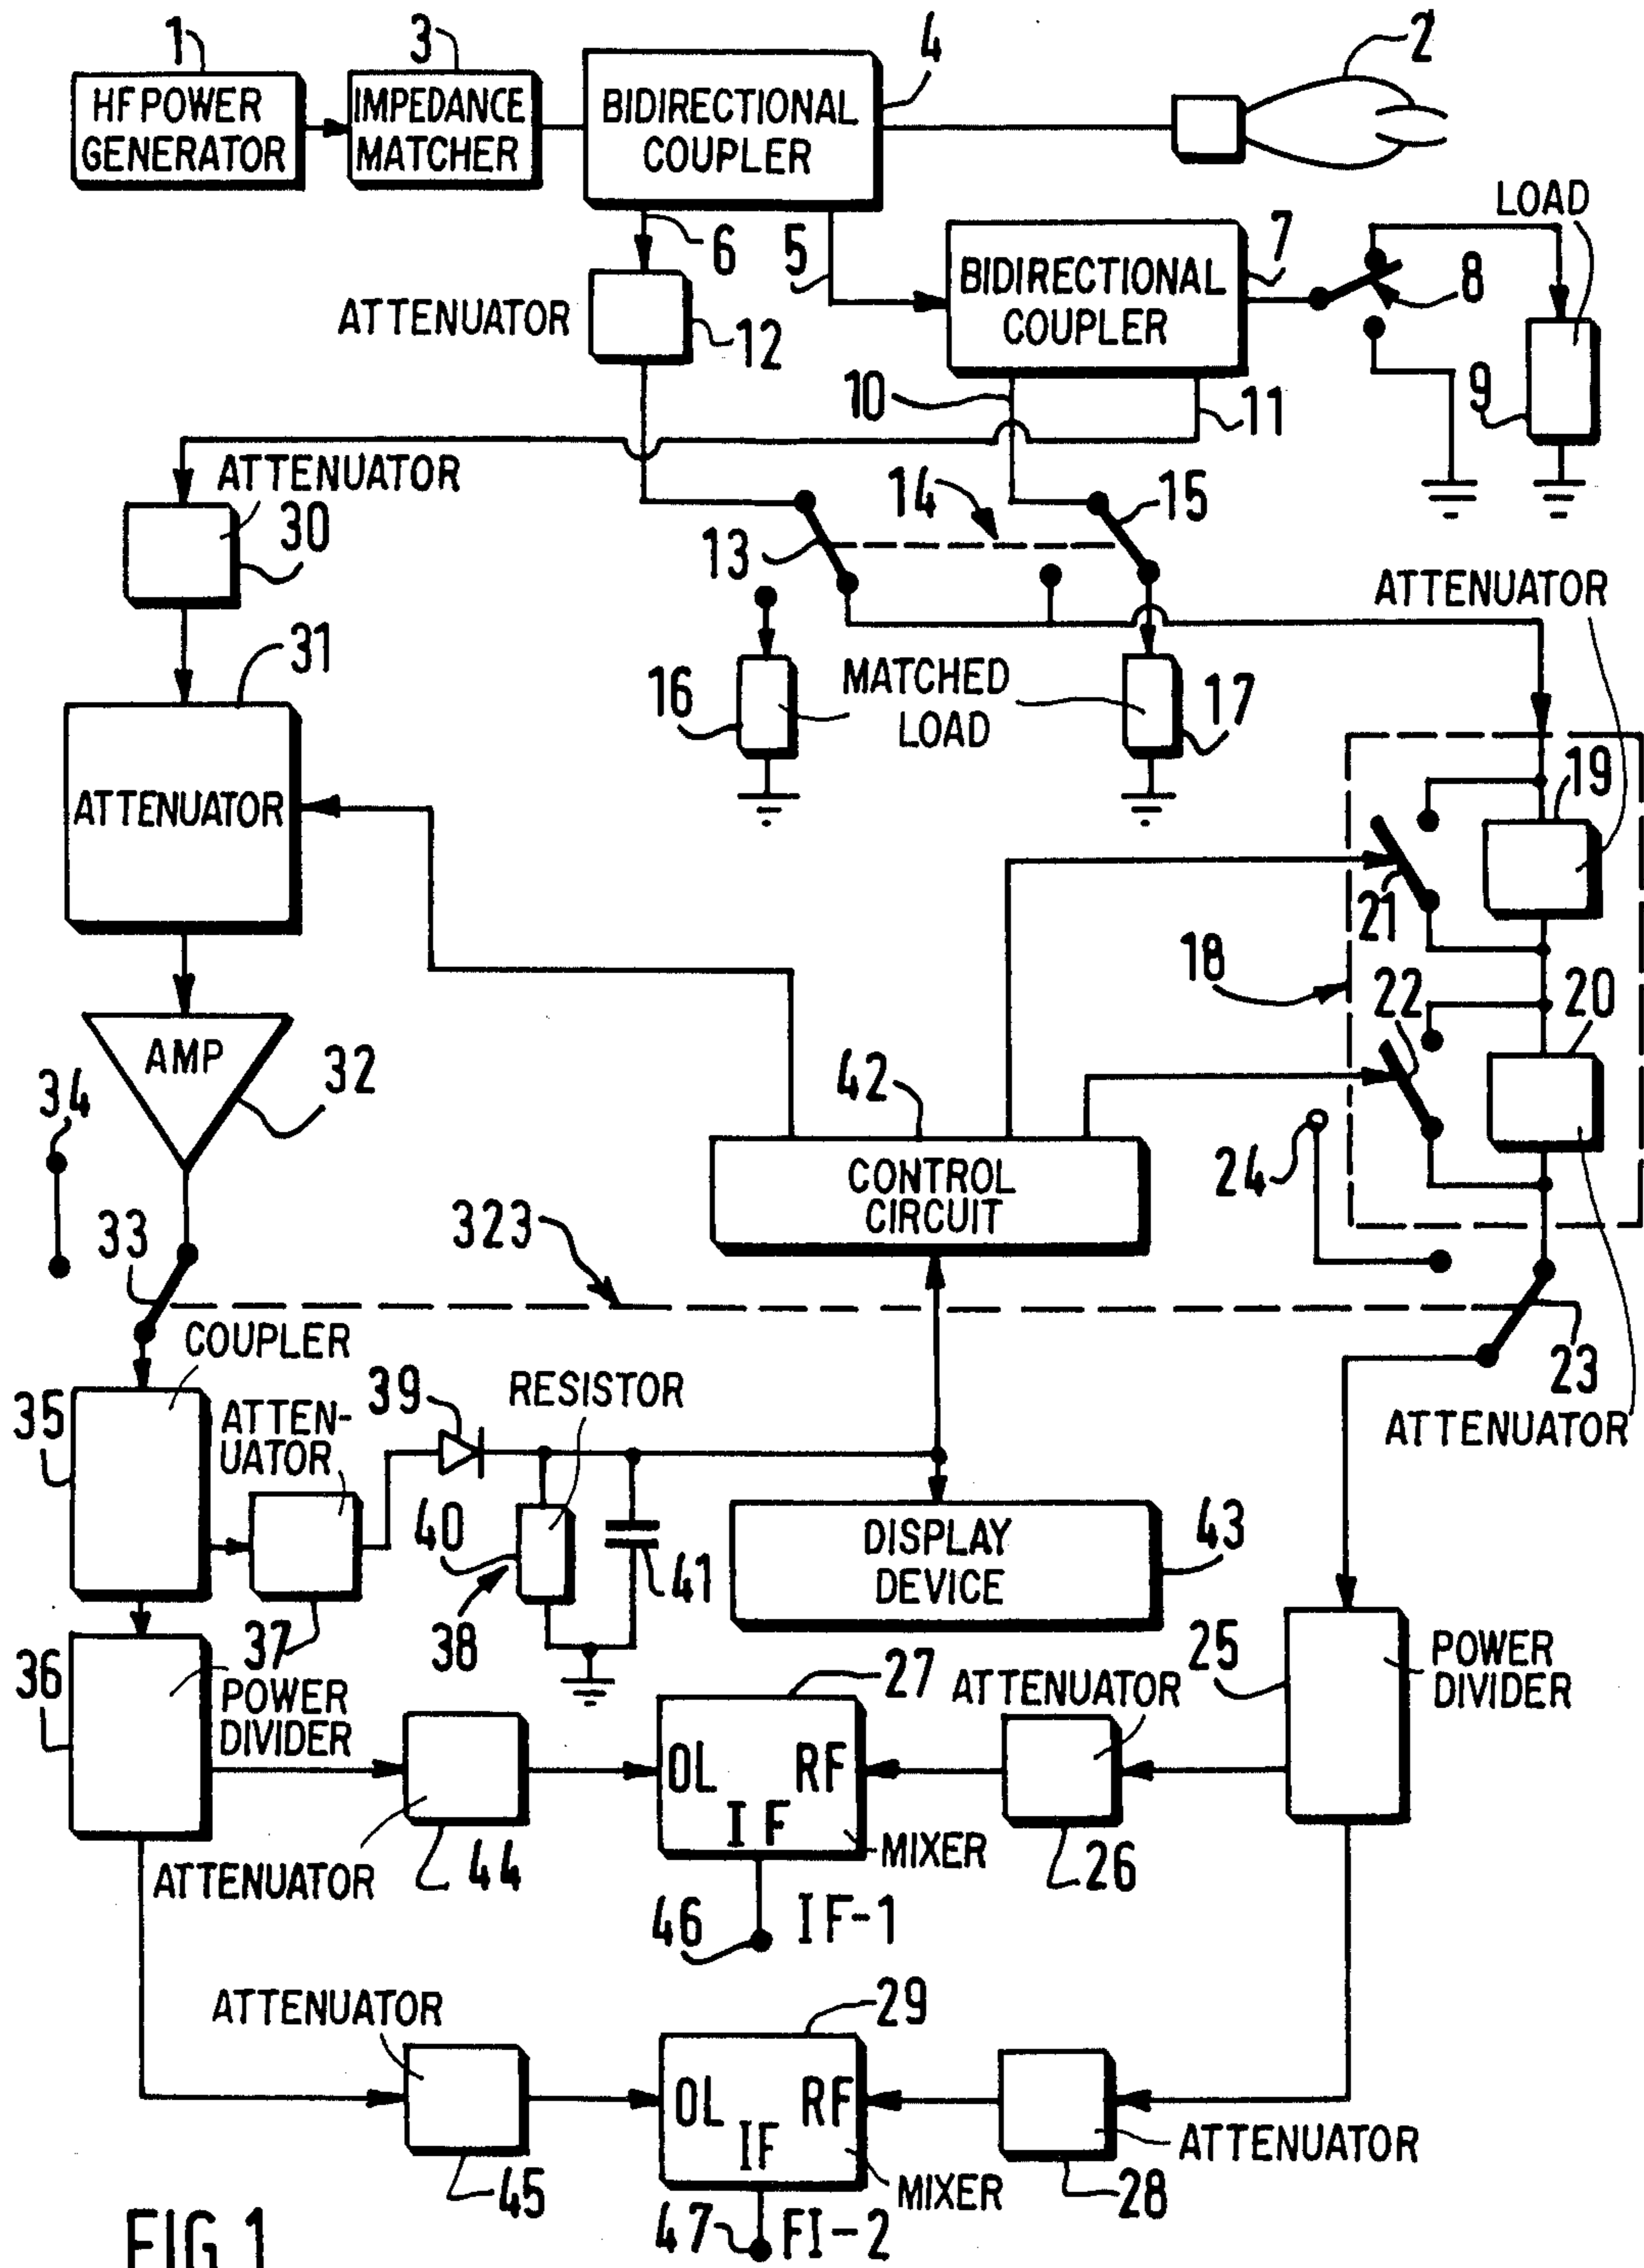 1
3
4
2
HF POWER
GENERATOR
IMPEDANCE
MATCHER
BIDIRECTIONAL
COUPLER
LOAD
6
5
7
BIDIRECTIONAL
COUPLER
8
ATTENUATOR
12
10
11
9
ATTENUATOR
30
14
15
13
ATTENUATOR
31
16
MATCHED
LOAD
17
19
ATTENUATOR
21
18
22
20
AMP
32
34
42
24
CONTROL
CIRCUIT
323
33
COUPLER
23
35
ATTEN-
UATOR
39
RESISTOR
ATTENUATOR
40
41
DISPLAY
DEVICE
43
37
38
36
POWER
DIVIDER
27
ATTENUATOR
25
POWER
DIVIDER
OL
RF
IF
MIXER
ATTENUATOR
44
26
46
IF-1
ATTENUATOR
29
OL
RF
IF
MIXER
ATTENUATOR
45
28
47
FI-2
FIG.1